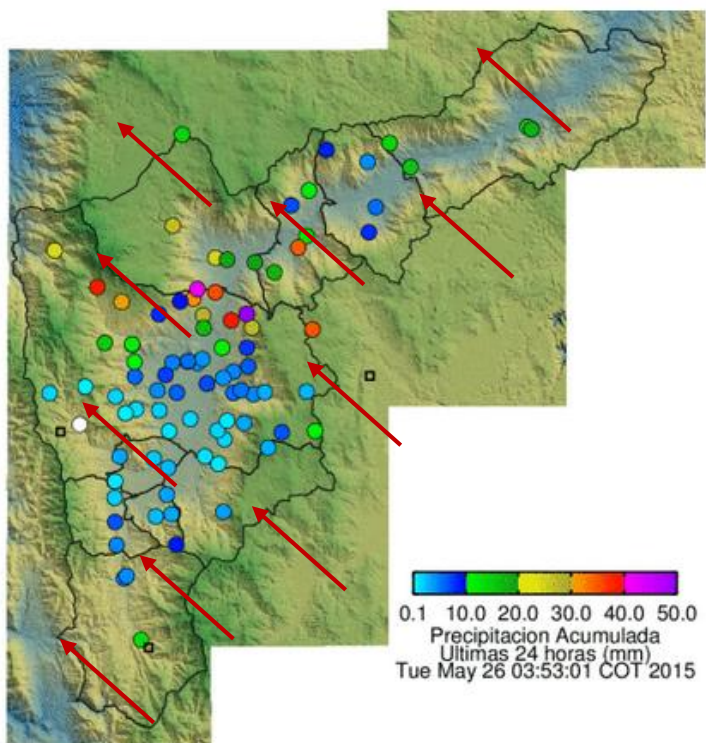 0.1 10.0 20.0 30.0 40.0 50.0
Precipitacion Acumulada
Ultimas 24 horas (mm)
Tue May 26 03:53:01 COT 2015